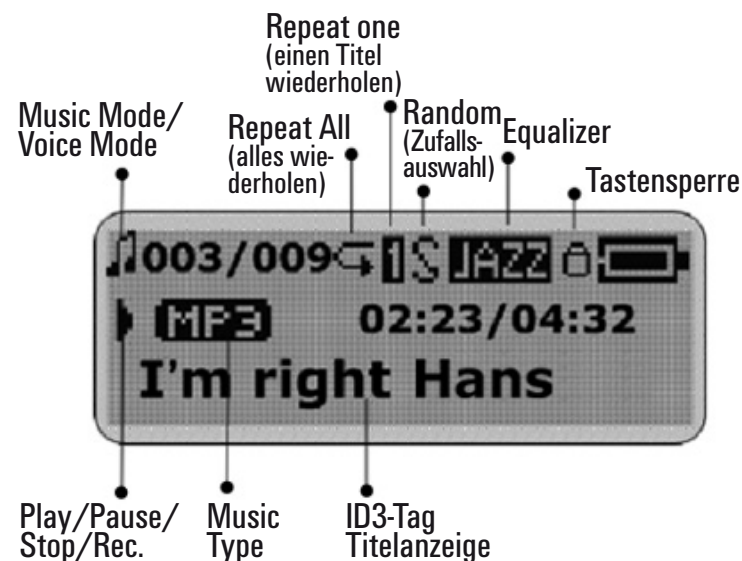 Repeat one
(einen Titel
wiederholen)
Music Mode/
Voice Mode
Repeat All
(alles wie-
derholen)
Random
(Zufalls-
auswahl)
Equalizer
Tastensperre
003/009 1 S JAZZ
MP3 02:23/04:32
I'm right Hans
Play/Pause/
Stop/Rec.
Music
Type
ID3-Tag
Titelanzeige